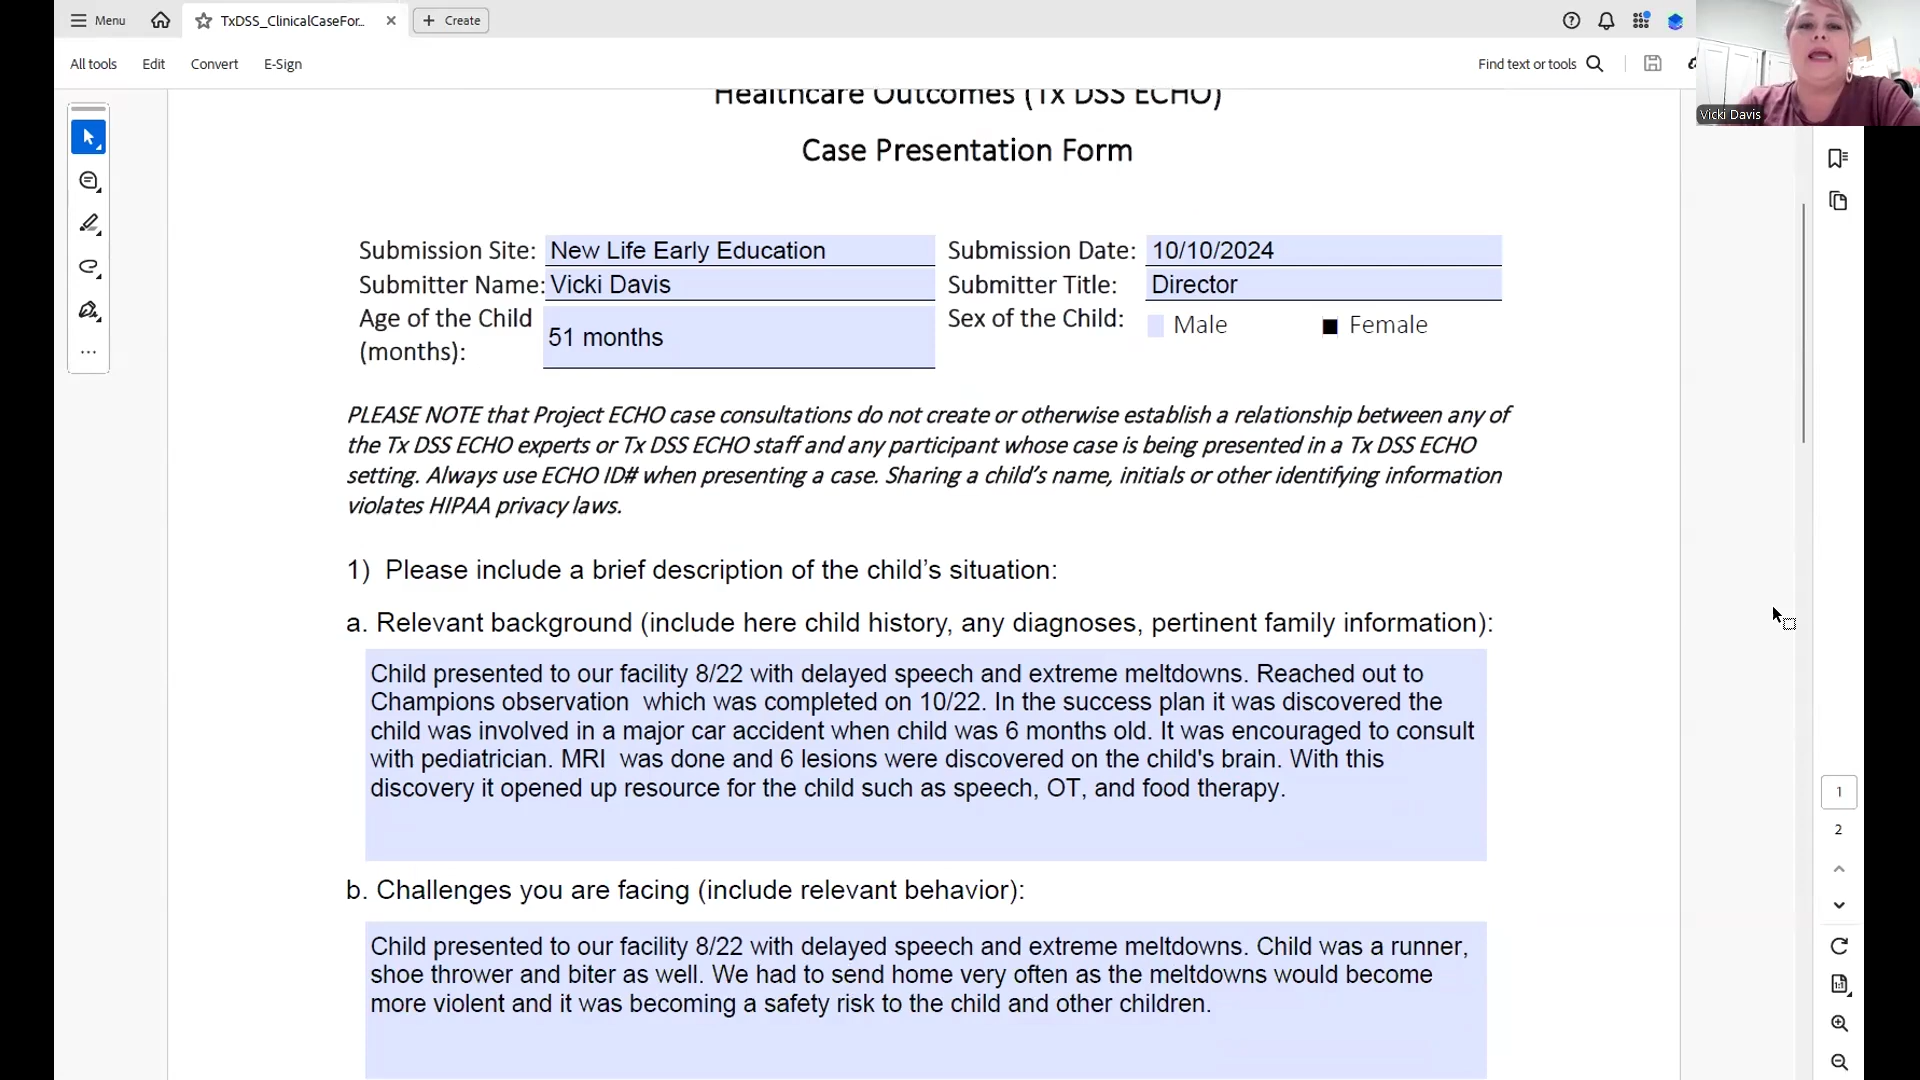 Menu
TxDSS_ClinicalCaseFor...
Create
All tools
Edit
Convert
E-Sign
Find text or tools
Vicki Davis
Healthcare Outcomes (Tx DSS ECHO)
Case Presentation Form
Submission Site: New Life Early Education Submission Date: 10/10/2024
Submitter Name: Vicki Davis Submitter Title: Director
Age of the Child (months): 51 months Sex of the Child: Male Female
PLEASE NOTE that Project ECHO case consultations do not create or otherwise establish a relationship between any of
the Tx DSS ECHO experts or Tx DSS ECHO staff and any participant whose case is being presented in a Tx DSS ECHO
setting. Always use ECHO ID# when presenting a case. Sharing a child's name, initials or other identifying information
violates HIPAA privacy laws.
1) Please include a brief description of the child's situation:
a. Relevant background (include here child history, any diagnoses, pertinent family information):
Child presented to our facility 8/22 with delayed speech and extreme meltdowns. Reached out to
Champions observation which was completed on 10/22. In the success plan it was discovered the
child was involved in a major car accident when child was 6 months old. It was encouraged to consult
with pediatrician. MRI was done and 6 lesions were discovered on the child's brain. With this
discovery it opened up resource for the child such as speech, OT, and food therapy.
b. Challenges you are facing (include relevant behavior):
Child presented to our facility 8/22 with delayed speech and extreme meltdowns. Child was a runner,
shoe thrower and biter as well. We had to send home very often as the meltdowns would become
more violent and it was becoming a safety risk to the child and other children.
1
2